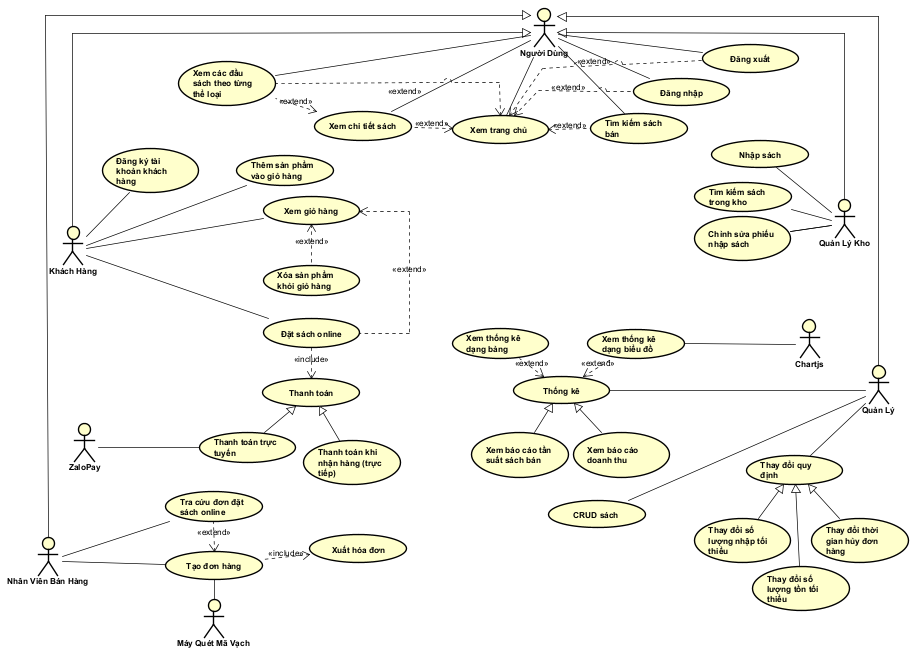 Người Dùng
Xem các đầu
sách theo từng
thể loại
«extend»
«extend»
Xem chi tiết sách
«extend»
Xem trang chủ
«extend»
«extend»
«extend»
Đăng xuất
Đăng nhập
Tìm kiếm sách
bán
Đăng ký tài
khoản khách
hàng
Thêm sản phẩm
vào giỏ hàng
Xem giỏ hàng
«extend»
«extend»
Xóa sản phẩm
khỏi giỏ hàng
Khách Hàng
Đặt sách online
«include»
Thanh toán
Thanh toán trực
tuyến
Thanh toán khi
nhận hàng (trực
tiếp)
ZaloPay
Nhập sách
Tìm kiếm sách
trong kho
Chỉnh sửa phiếu
nhập sách
Quản Lý Kho
Xem thống kê
dạng bảng
Xem thống kê
dạng biểu đồ
«extend»
«extend»
Chartjs
Thống kê
Quản Lý
Xem báo cáo tần
suất sách bán
Xem báo cáo
doanh thu
Thay đổi quy
định
CRUD sách
Thay đổi số
lượng nhập tối
thiểu
Thay đổi thời
gian hủy đơn
hàng
Thay đổi số
lượng tồn tối
thiểu
Tra cứu đơn đặt
sách online
«extend»
Tạo đơn hàng
«include»
Xuất hóa đơn
Nhân Viên Bán Hàng
Máy Quét Mã Vạch